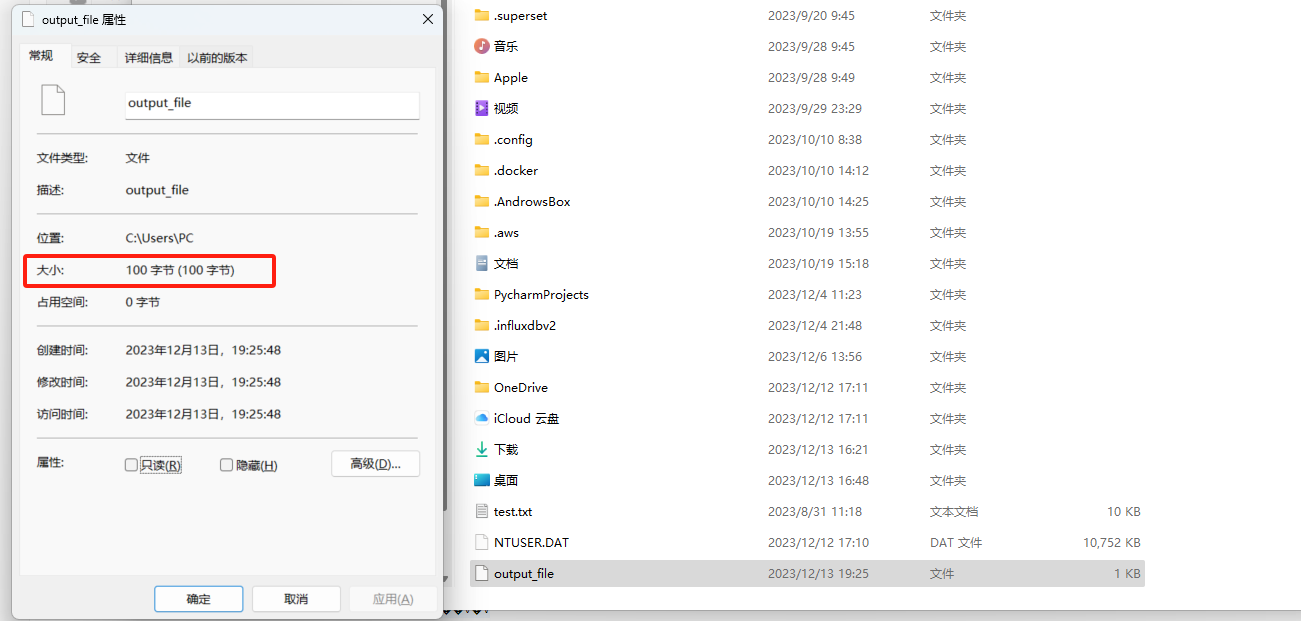 output_file 属性
常规 安全 详细信息 以前的版本
output_file
文件类型: 文件
描述: output_file
位置: C:\Users\PC
大小: 100 字节 (100 字节)
占用空间: 0 字节
创建时间: 2023年12月13日，19:25:48
修改时间: 2023年12月13日，19:25:48
访问时间: 2023年12月13日，19:25:48
属性: 只读(R) 隐藏(H) 高级(D)...
确定 取消 应用(A)
.superset 2023/9/20 9:45 文件夹
音乐 2023/9/28 9:45 文件夹
Apple 2023/9/28 9:49 文件夹
视频 2023/9/29 23:29 文件夹
.config 2023/10/10 8:38 文件夹
.docker 2023/10/10 14:12 文件夹
.AndrowsBox 2023/10/10 14:25 文件夹
.aws 2023/10/19 13:55 文件夹
文档 2023/10/19 15:18 文件夹
PycharmProjects 2023/12/4 11:23 文件夹
.influxdbv2 2023/12/4 21:48 文件夹
图片 2023/12/6 13:56 文件夹
OneDrive 2023/12/12 17:11 文件夹
iCloud 云盘 2023/12/12 17:11 文件夹
下载 2023/12/13 16:21 文件夹
桌面 2023/12/13 16:48 文件夹
test.txt 2023/8/31 11:18 文本文档 10 KB
NTUSER.DAT 2023/12/12 17:10 DAT 文件 10,752 KB
output_file 2023/12/13 19:25 文件 1 KB